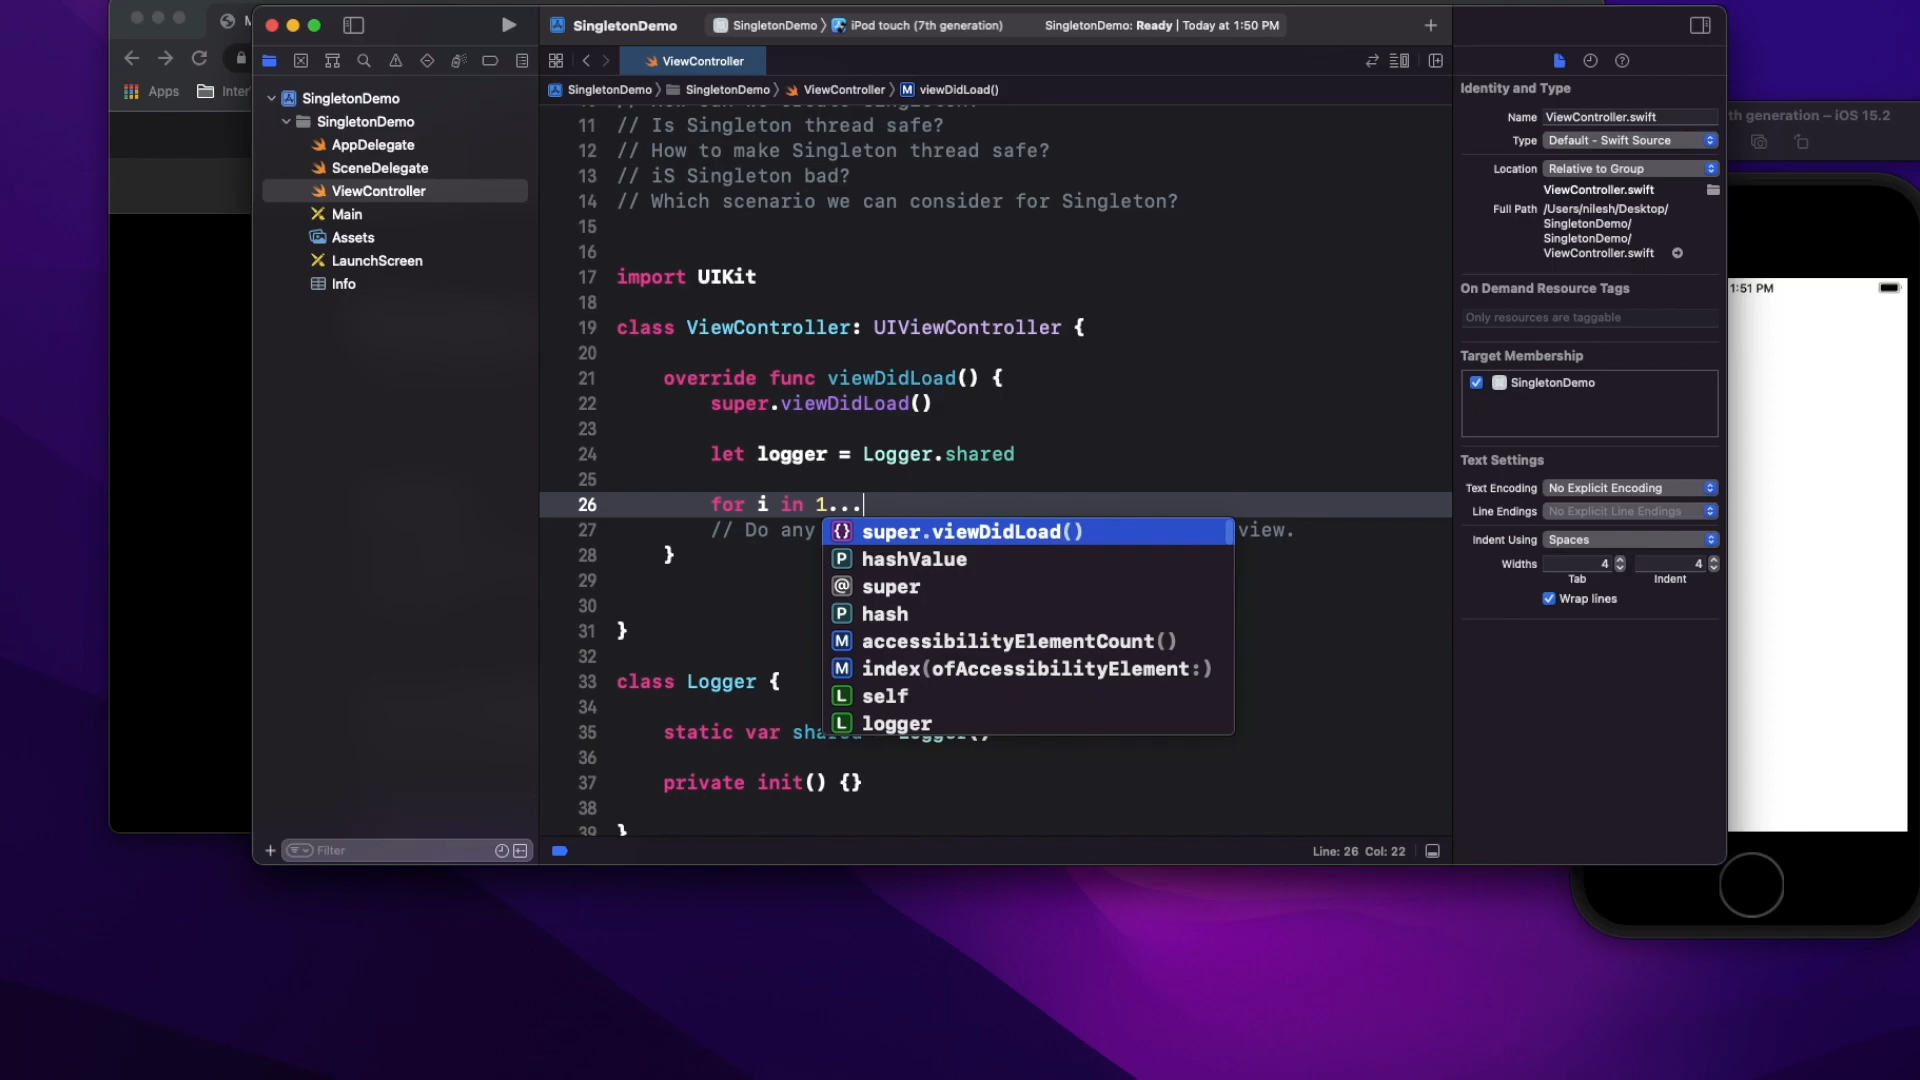 SingletonDemo
SingletonDemo 〉 iPod touch (7th generation)
SingletonDemo: Ready | Today at 1:50 PM
Apps
ViewController
SingletonDemo 〉 SingletonDemo 〉 ViewController 〉 M viewDidLoad()
SingletonDemo
SingletonDemo
AppDelegate
SceneDelegate
ViewController
Main
Assets
LaunchScreen
Info
Filter
11 // Is Singleton thread safe?
12 // How to make Singleton thread safe?
13 // iS Singleton bad?
14 // Which scenario we can consider for Singleton?
15
16
17 import UIKit
18
19 class ViewController: UIViewController {
20
21 override func viewDidLoad() {
22 super.viewDidLoad()
23
24 let logger = Logger.shared
25
26 for i in 1...
27 // Do any view.
28 }
29
30
31 }
32
33 class Logger {
34
35 static var shared = Logger()
36
37 private init() {}
38
39 }
{} super.viewDidLoad()
P hashValue
@ super
P hash
M accessibilityElementCount()
M index(ofAccessibilityElement:)
L self
L logger
Line: 26 Col: 22
Identity and Type
Name ViewController.swift
Type Default - Swift Source
Location Relative to Group
ViewController.swift
Full Path /Users/nilesh/Desktop/
SingletonDemo/
SingletonDemo/
ViewController.swift
On Demand Resource Tags
Only resources are taggable
Target Membership
SingletonDemo
Text Settings
Text Encoding No Explicit Encoding
Line Endings No Explicit Line Endings
Indent Using Spaces
Widths 4 4
Tab Indent
Wrap lines
th generation – iOS 15.2
1:51 PM